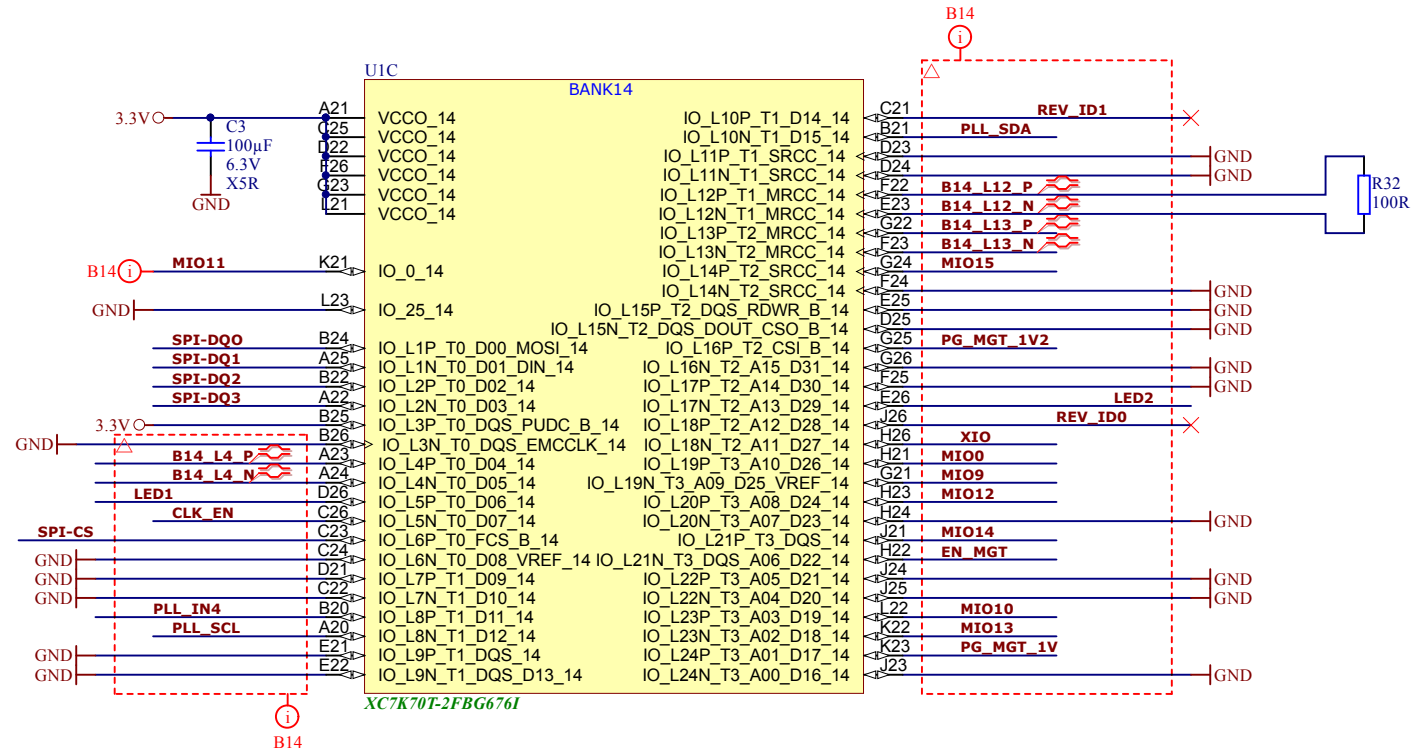 B14
U1C
BANK14
3.3V
C3
100µF
6.3V
X5R
GND
A21 VCCO_14
C25 VCCO_14
D22 VCCO_14
F26 VCCO_14
G23 VCCO_14
L21 VCCO_14
B14 MIO11 K21 IO_0_14
GND L23 IO_25_14
SPI-DQ0 B24 IO_L1P_T0_D00_MOSI_14
SPI-DQ1 A25 IO_L1N_T0_D01_DIN_14
SPI-DQ2 B22 IO_L2P_T0_D02_14
SPI-DQ3 A22 IO_L2N_T0_D03_14
3.3V B25 IO_L3P_T0_DQS_PUDC_B_14
GND B26 IO_L3N_T0_DQS_EMCCLK_14
B14_L4_P A23 IO_L4P_T0_D04_14
B14_L4_N A24 IO_L4N_T0_D05_14
LED1 D26 IO_L5P_T0_D06_14
CLK_EN C26 IO_L5N_T0_D07_14
SPI-CS C23 IO_L6P_T0_FCS_B_14
GND C24 IO_L6N_T0_D08_VREF_14
GND D21 IO_L7P_T1_D09_14
GND C22 IO_L7N_T1_D10_14
PLL_IN4 B20 IO_L8P_T1_D11_14
PLL_SCL A20 IO_L8N_T1_D12_14
GND E21 IO_L9P_T1_DQS_14
GND E22 IO_L9N_T1_DQS_D13_14
IO_L10P_T1_D14_14 C21 REV_ID1
IO_L10N_T1_D15_14 B21 PLL_SDA
IO_L11P_T1_SRCC_14 D23 GND
IO_L11N_T1_SRCC_14 D24 GND
IO_L12P_T1_MRCC_14 F22 B14_L12_P
IO_L12N_T1_MRCC_14 E23 B14_L12_N
R32
100R
IO_L13P_T2_MRCC_14 G22 B14_L13_P
IO_L13N_T2_MRCC_14 F23 B14_L13_N
IO_L14P_T2_SRCC_14 G24 MIO15
IO_L14N_T2_SRCC_14 F24 GND
IO_L15P_T2_DQS_RDWR_B_14 E25 GND
IO_L15N_T2_DQS_DOUT_CSO_B_14 D25 GND
IO_L16P_T2_CSI_B_14 G25 PG_MGT_1V2
IO_L16N_T2_A15_D31_14 G26 GND
IO_L17P_T2_A14_D30_14 F25 GND
IO_L17N_T2_A13_D29_14 E26 LED2
IO_L18P_T2_A12_D28_14 J26 REV_ID0
IO_L18N_T2_A11_D27_14 H26 XIO
IO_L19P_T3_A10_D26_14 H21 MIO0
IO_L19N_T3_A09_D25_VREF_14 G21 MIO9
IO_L20P_T3_A08_D24_14 H23 MIO12
IO_L20N_T3_A07_D23_14 H24 GND
IO_L21P_T3_DQS_14 J21 MIO14
IO_L21N_T3_DQS_A06_D22_14 H22 EN_MGT
IO_L22P_T3_A05_D21_14 J24 GND
IO_L22N_T3_A04_D20_14 J25 GND
IO_L23P_T3_A03_D19_14 L22 MIO10
IO_L23N_T3_A02_D18_14 K22 MIO13
IO_L24P_T3_A01_D17_14 K23 PG_MGT_1V
IO_L24N_T3_A00_D16_14 J23 GND
XC7K70T-2FBG676I
B14